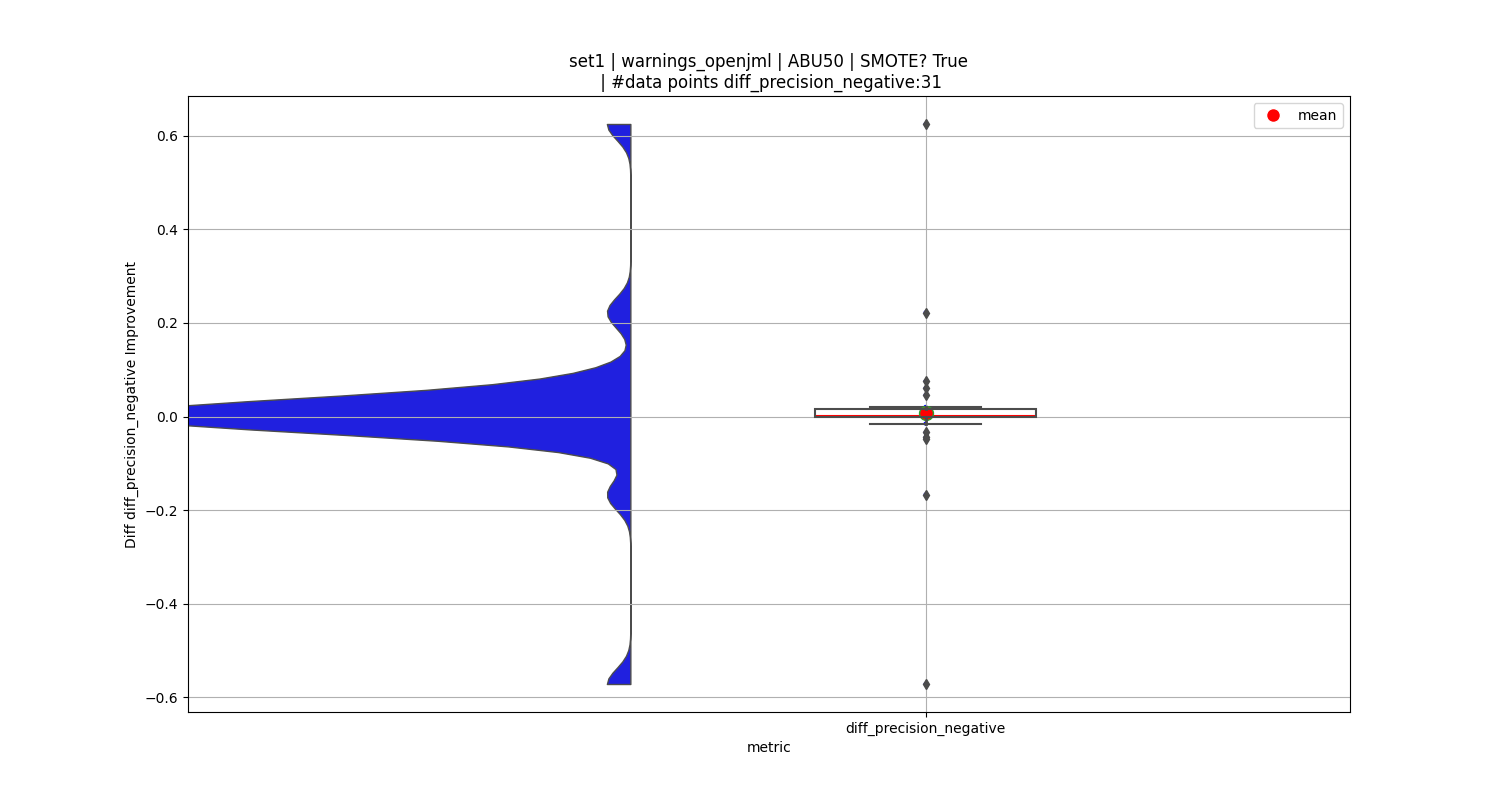 set1 | warnings_openjml | ABU50 | SMOTE? True
| #data points diff_precision_negative:31
mean
0.6
0.4
0.2
0.0
−0.2
−0.4
−0.6
Diff diff_precision_negative Improvement
diff_precision_negative
metric